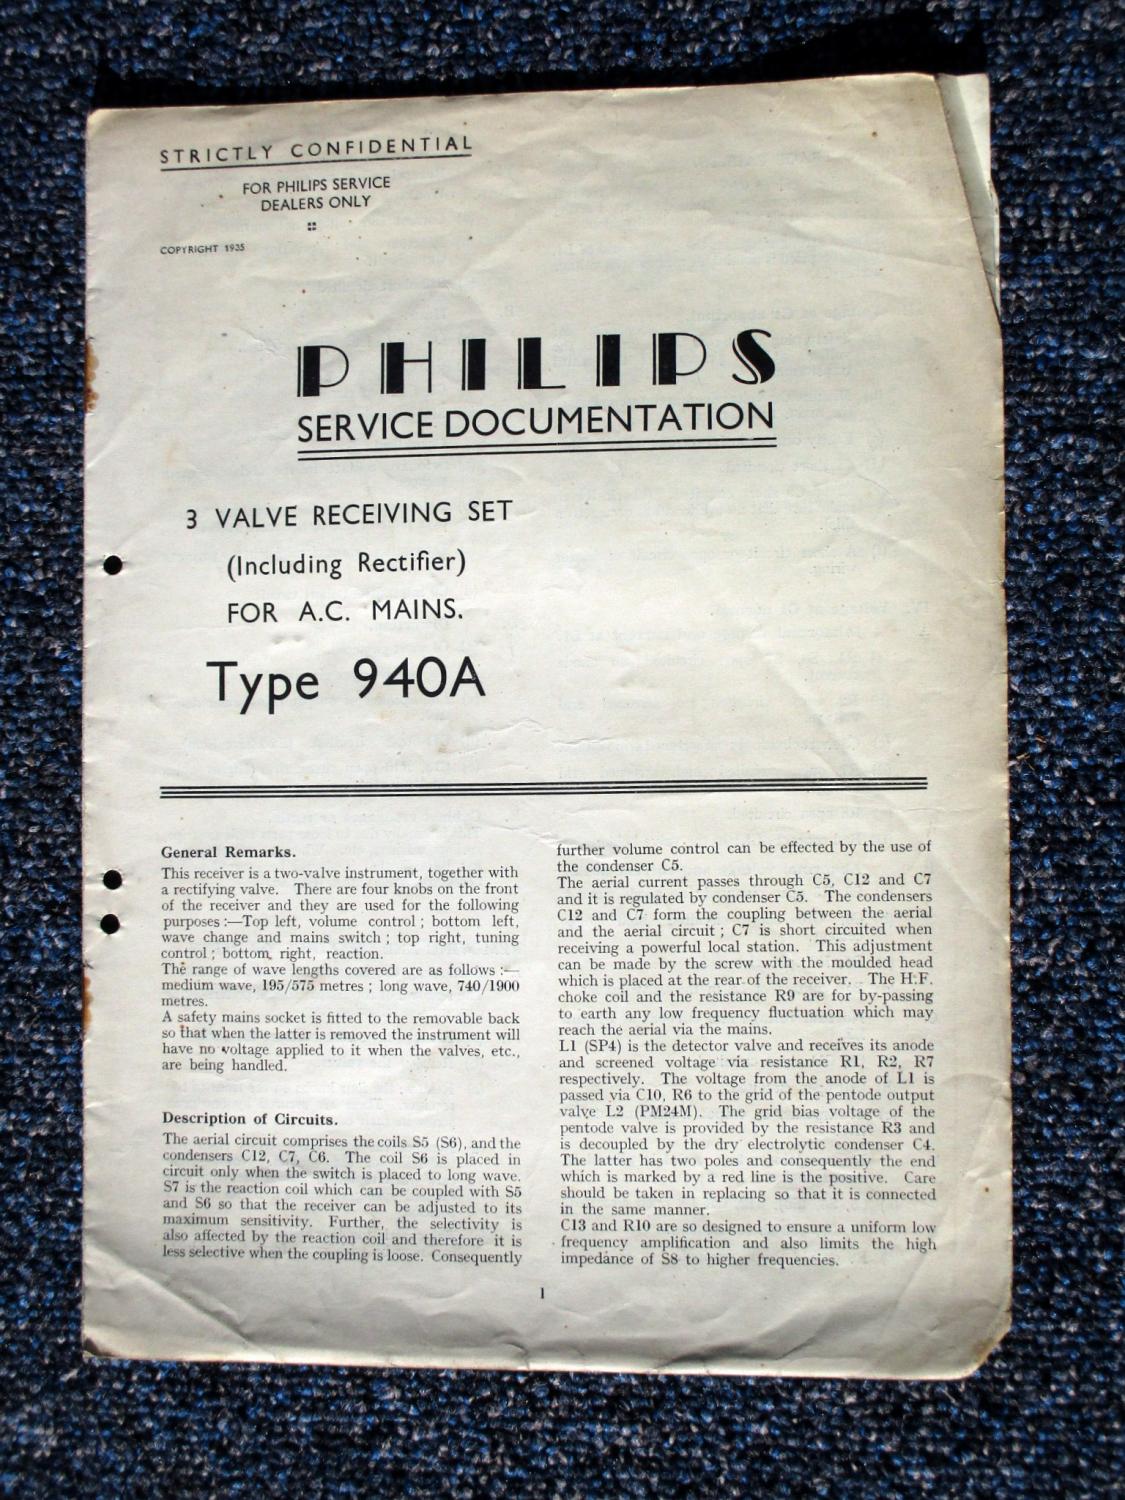 STRICTLY CONFIDENTIAL
FOR PHILIPS SERVICE
DEALERS ONLY
COPYRIGHT 1935
PHILIPS
SERVICE DOCUMENTATION
3 VALVE RECEIVING SET
(Including Rectifier)
FOR A.C. MAINS.
Type 940A
General Remarks.
This receiver is a two-valve instrument, together with
a rectifying valve. There are four knobs on the front
of the receiver and they are used for the following
purposes :—Top left, volume control ; bottom left,
wave change and mains switch ; top right, tuning
control ; bottom right, reaction.
The range of wave lengths covered are as follows :—
medium wave, 195/575 metres ; long wave, 740/1900
metres.
A safety mains socket is fitted to the removable back
so that when the latter is removed the instrument will
have no voltage applied to it when the valves, etc.,
are being handled.
Description of Circuits.
The aerial circuit comprises the coils S5 (S6), and the
condensers C12, C7, C6. The coil S6 is placed in
circuit only when the switch is placed to long wave.
S7 is the reaction coil which can be coupled with S5
and S6 so that the receiver can be adjusted to its
maximum sensitivity. Further, the selectivity is
also affected by the reaction coil and therefore it is
less selective when the coupling is loose. Consequently
further volume control can be effected by the use of
the condenser C5.
The aerial current passes through C5, C12 and C7
and it is regulated by condenser C5. The condensers
C12 and C7 form the coupling between the aerial
and the aerial circuit ; C7 is short circuited when
receiving a powerful local station. This adjustment
can be made by the screw with the moulded head
which is placed at the rear of the receiver. The H.F.
choke coil and the resistance R9 are for by-passing
to earth any low frequency fluctuation which may
reach the aerial via the mains.
L1 (SP4) is the detector valve and receives its anode
and screened voltage via resistance R1, R2, R7
respectively. The voltage from the anode of L1 is
passed via C10, R6 to the grid of the pentode output
valve L2 (PM24M). The grid bias voltage of the
pentode valve is provided by the resistance R3 and
is decoupled by the dry electrolytic condenser C4.
The latter has two poles and consequently the end
which is marked by a red line is the positive. Care
should be taken in replacing so that it is connected
in the same manner.
C13 and R10 are so designed to ensure a uniform low
frequency amplification and also limits the high
impedance of S8 to higher frequencies.
1